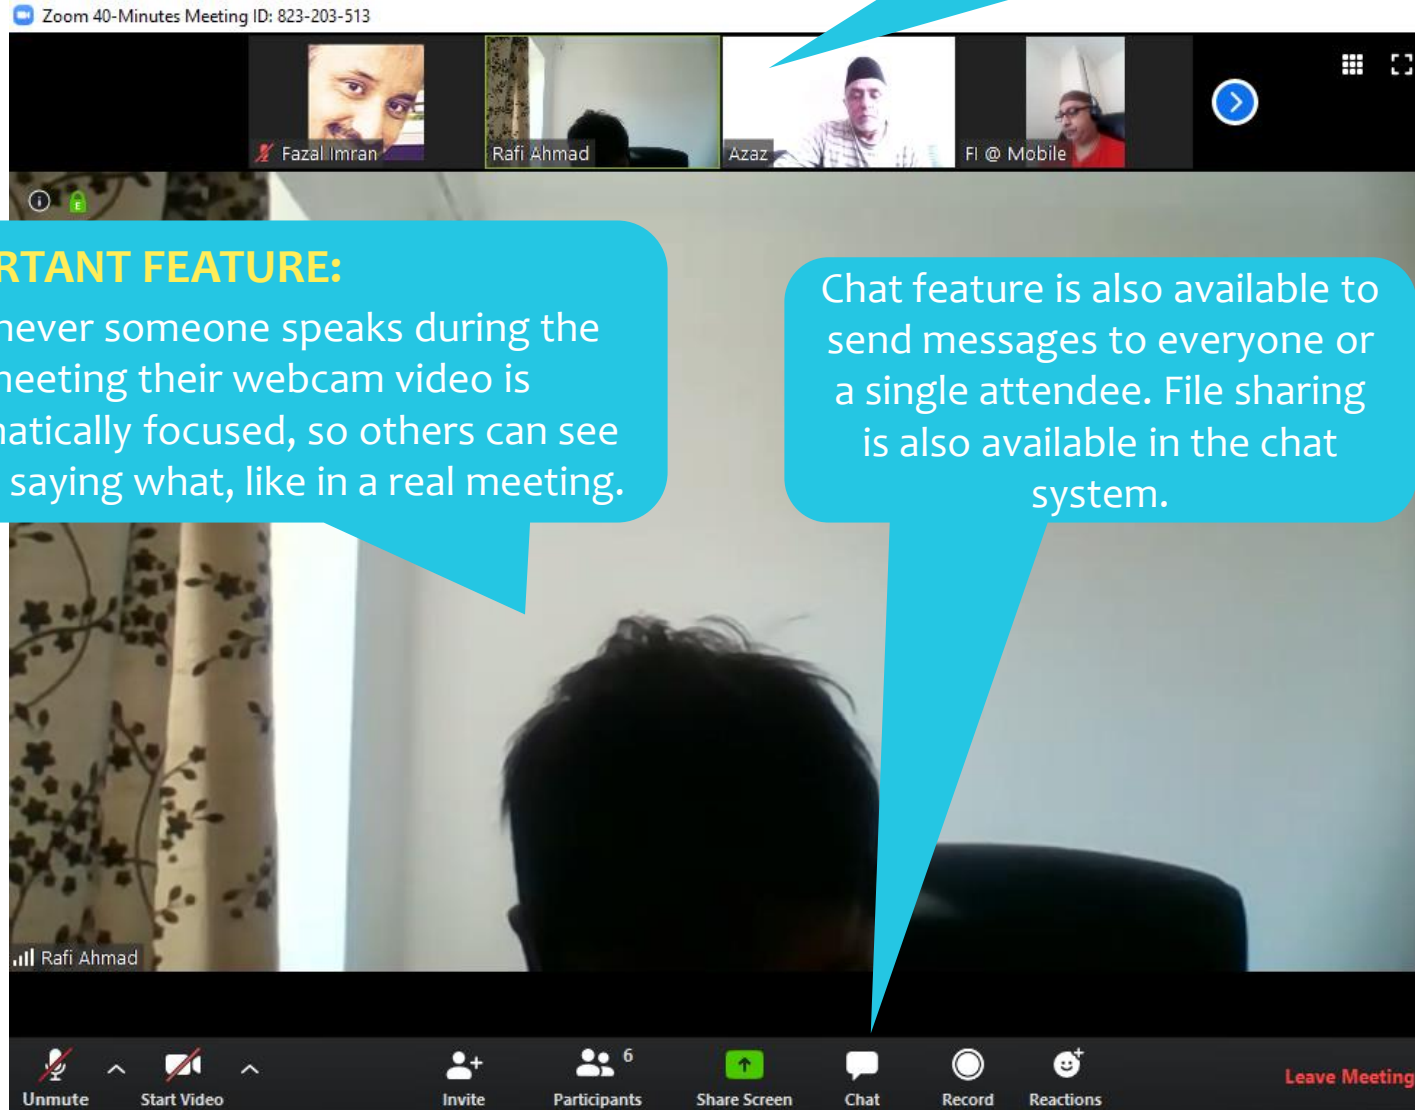 Zoom 40-Minutes Meeting ID: 823-203-513
Fazal Imran
Rafi Ahmad
Azaz
FI @ Mobile
E
RTANT FEATURE:
never someone speaks during the
neeting their webcam video is
natically focused, so others can see
saying what, like in a real meeting.
Chat feature is also available to
send messages to everyone or
a single attendee. File sharing
is also available in the chat
system.
Rafi Ahmad
6
Unmute
Start Video
Invite
Participants
Share Screen
Chat
Record
Reactions
Leave Meeting